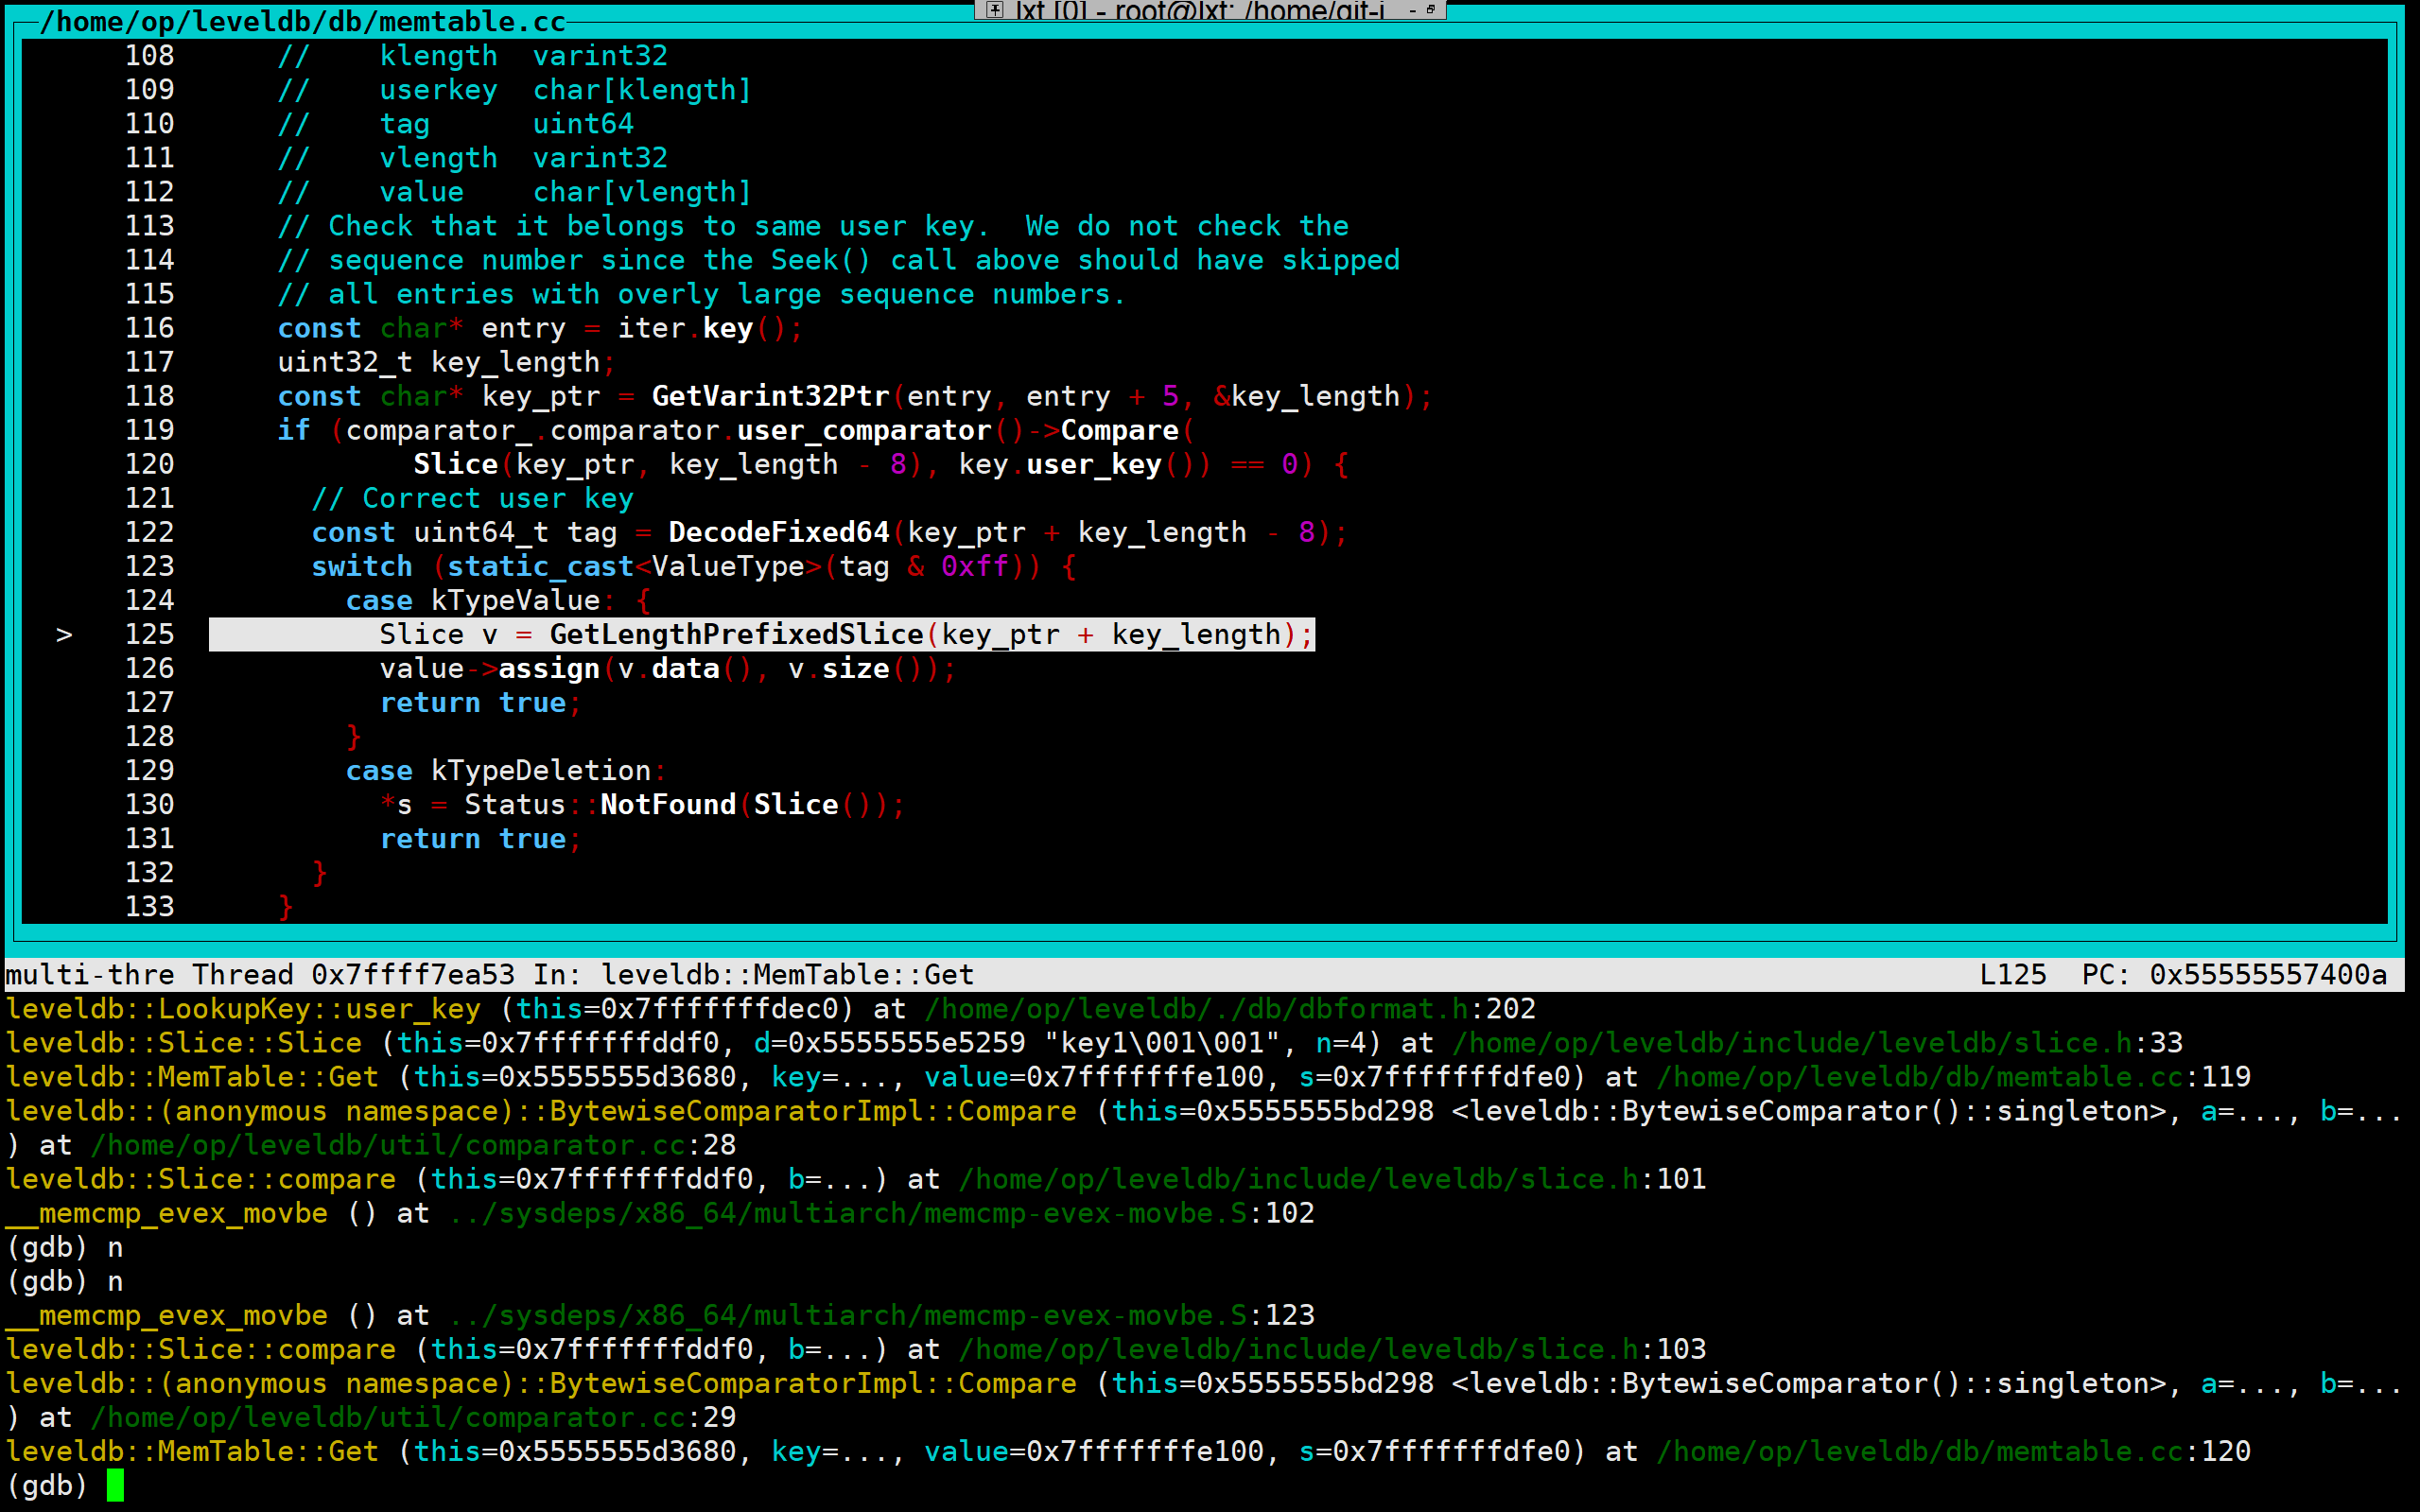 lxt [0] - root@lxt: /home/git-i
/home/op/leveldb/db/memtable.cc
108      //    klength  varint32
109      //    userkey  char[klength]
110      //    tag      uint64
111      //    vlength  varint32
112      //    value    char[vlength]
113      // Check that it belongs to same user key.  We do not check the
114      // sequence number since the Seek() call above should have skipped
115      // all entries with overly large sequence numbers.
116      const char* entry = iter.key();
117      uint32_t key_length;
118      const char* key_ptr = GetVarint32Ptr(entry, entry + 5, &key_length);
119      if (comparator_.comparator.user_comparator()->Compare(
120              Slice(key_ptr, key_length - 8), key.user_key()) == 0) {
121        // Correct user key
122        const uint64_t tag = DecodeFixed64(key_ptr + key_length - 8);
123        switch (static_cast<ValueType>(tag & 0xff)) {
124          case kTypeValue: {
> 125            Slice v = GetLengthPrefixedSlice(key_ptr + key_length);
126            value->assign(v.data(), v.size());
127            return true;
128          }
129          case kTypeDeletion:
130            *s = Status::NotFound(Slice());
131            return true;
132        }
133      }
multi-thre Thread 0x7ffff7ea53 In: leveldb::MemTable::Get L125 PC: 0x55555557400a
leveldb::LookupKey::user_key (this=0x7fffffffdec0) at /home/op/leveldb/./db/dbformat.h:202
leveldb::Slice::Slice (this=0x7fffffffddf0, d=0x5555555e5259 "key1\001\001", n=4) at /home/op/leveldb/include/leveldb/slice.h:33
leveldb::MemTable::Get (this=0x5555555d3680, key=..., value=0x7fffffffe100, s=0x7fffffffdfe0) at /home/op/leveldb/db/memtable.cc:119
leveldb::(anonymous namespace)::BytewiseComparatorImpl::Compare (this=0x5555555bd298 <leveldb::BytewiseComparator()::singleton>, a=..., b=...
) at /home/op/leveldb/util/comparator.cc:28
leveldb::Slice::compare (this=0x7fffffffddf0, b=...) at /home/op/leveldb/include/leveldb/slice.h:101
__memcmp_evex_movbe () at ../sysdeps/x86_64/multiarch/memcmp-evex-movbe.S:102
(gdb) n
(gdb) n
__memcmp_evex_movbe () at ../sysdeps/x86_64/multiarch/memcmp-evex-movbe.S:123
leveldb::Slice::compare (this=0x7fffffffddf0, b=...) at /home/op/leveldb/include/leveldb/slice.h:103
leveldb::(anonymous namespace)::BytewiseComparatorImpl::Compare (this=0x5555555bd298 <leveldb::BytewiseComparator()::singleton>, a=..., b=...
) at /home/op/leveldb/util/comparator.cc:29
leveldb::MemTable::Get (this=0x5555555d3680, key=..., value=0x7fffffffe100, s=0x7fffffffdfe0) at /home/op/leveldb/db/memtable.cc:120
(gdb)